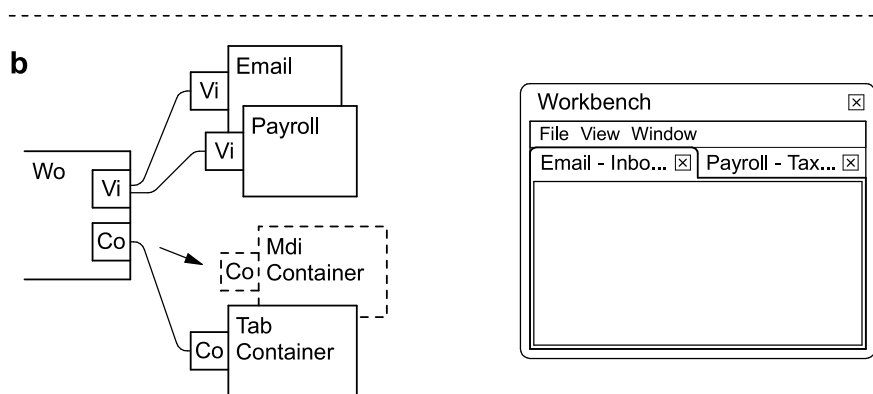 b
Email
Vi
Payroll
Vi
Wo
Vi
Co
Mdi
Co
Container
Tab
Co
Container
Workbench
File View Window
Email - Inbo... Payroll - Tax...